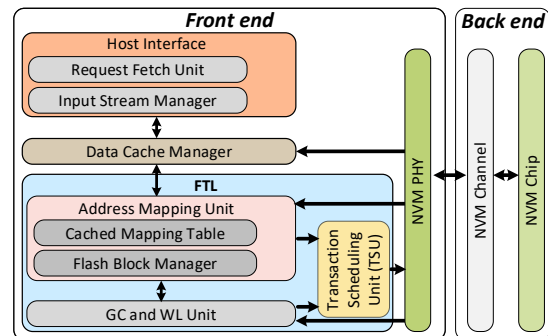 Front end
Back end
Host Interface
Request Fetch Unit
Input Stream Manager
Data Cache Manager
FTL
Address Mapping Unit
Cached Mapping Table
Flash Block Manager
GC and WL Unit
Transaction
Scheduling
Unit (TSU)
NVM PHY
NVM Channel
NVM Chip